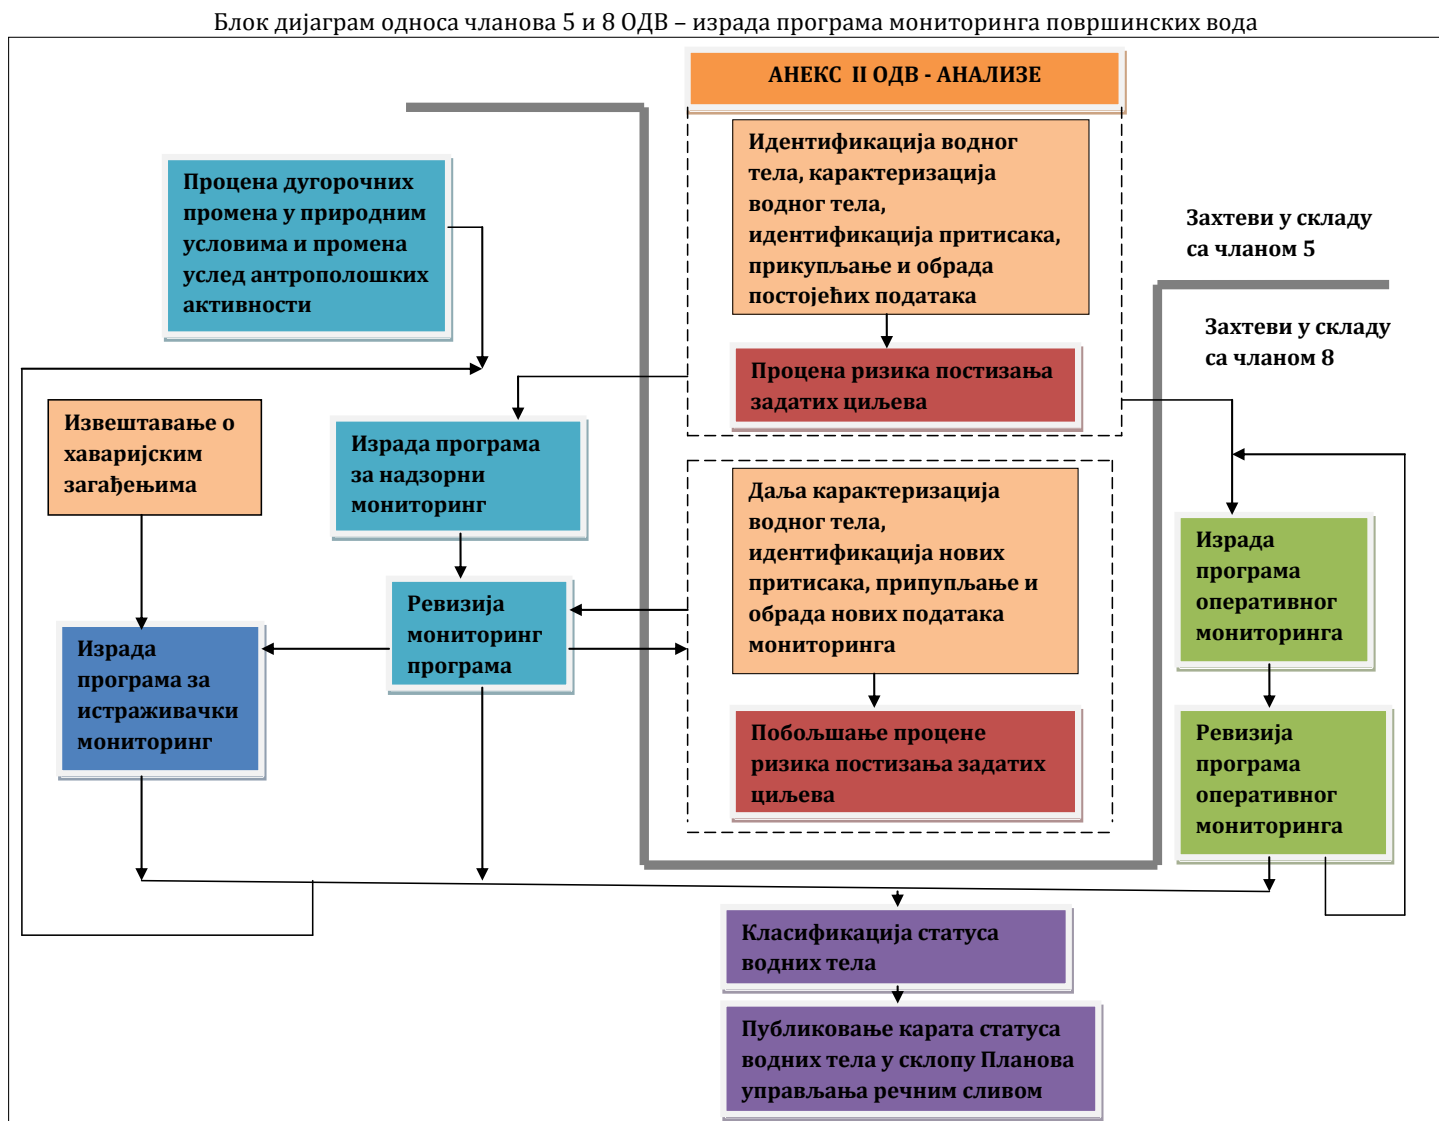 Блок дијаграм односа чланова 5 и 8 ОДВ – израда програма мониторинга површинских вода
АНЕКС II ОДВ - АНАЛИЗЕ
Идентификација водног
тела, карактеризација
водног тела,
идентификација притисака,
прикупљање и обрада
постојећих података
Процена дугорочних
промена у природним
условима и промена
услед антрополошких
активности
Захтеви у складу
са чланом 5
Захтеви у складу
са чланом 8
Процена ризика постизања
задатих циљева
Извештавање о
хаваријским
загађењима
Израда програма
за надзорни
мониторинг
Даља карактеризација
водног тела,
идентификација нових
притисака, припупљање и
обрада нових података
мониторинга
Израда
програма
оперативног
мониторинга
Ревизија
мониторинг
програма
Израда
програма за
истраживачки
мониторинг
Побољшање процене
ризика постизања задатих
циљева
Ревизија
програма
оперативног
мониторинга
Класификација статуса
водних тела
Публиковање карата статуса
водних тела у склопу Планова
управљања речним сливом